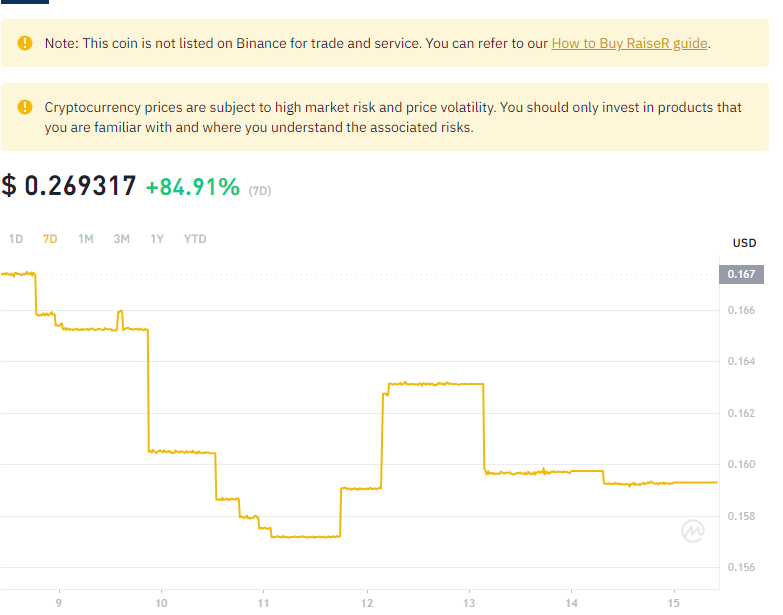 Note: This coin is not listed on Binance for trade and service. You can refer to our How to Buy RaiseR guide.
Cryptocurrency prices are subject to high market risk and price volatility. You should only invest in products that
you are familiar with and where you understand the associated risks.
$ 0.269317 +84.91% (7D)
1D 7D 1M 3M 1Y YTD
USD
0.167
0.166
0.164
0.162
0.160
0.158
0.156
9 10 11 12 13 14 15